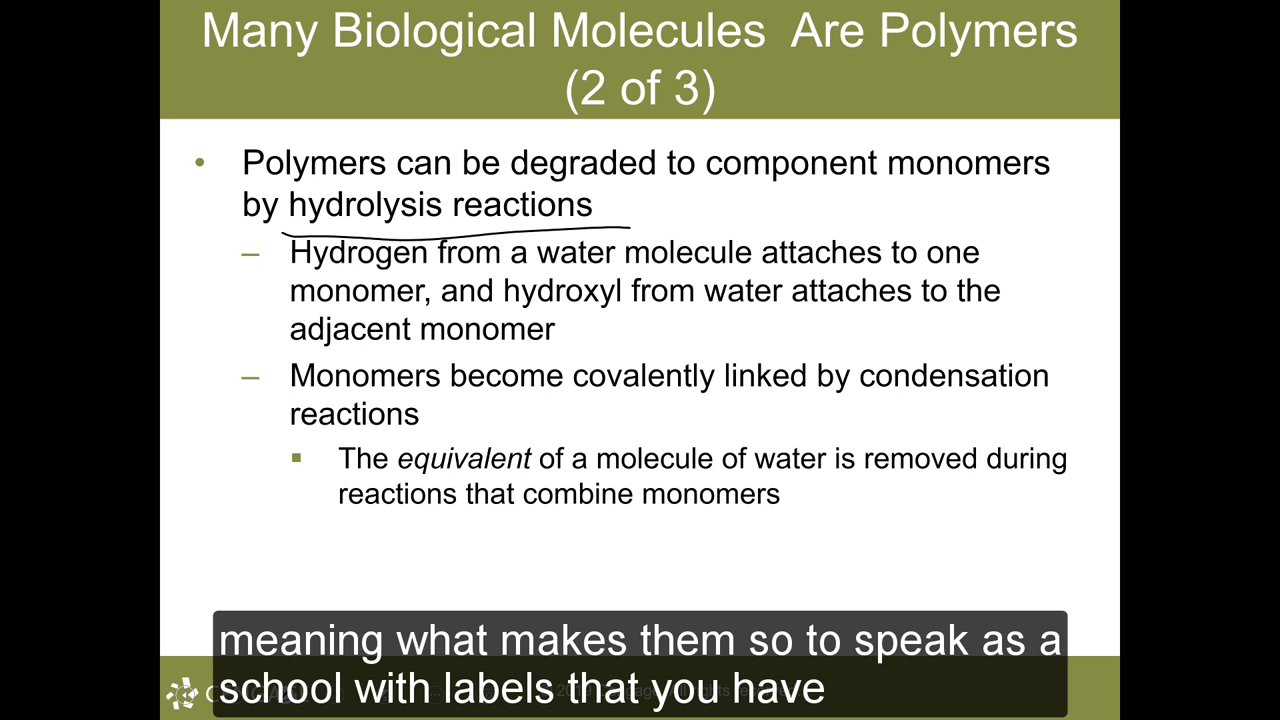 Many Biological Molecules Are Polymers
(2 of 3)
• Polymers can be degraded to component monomers
by hydrolysis reactions
– Hydrogen from a water molecule attaches to one
monomer, and hydroxyl from water attaches to the
adjacent monomer
– Monomers become covalently linked by condensation
reactions
▪ The equivalent of a molecule of water is removed during
reactions that combine monomers
meaning what makes them so to speak as a
school with labels that you have